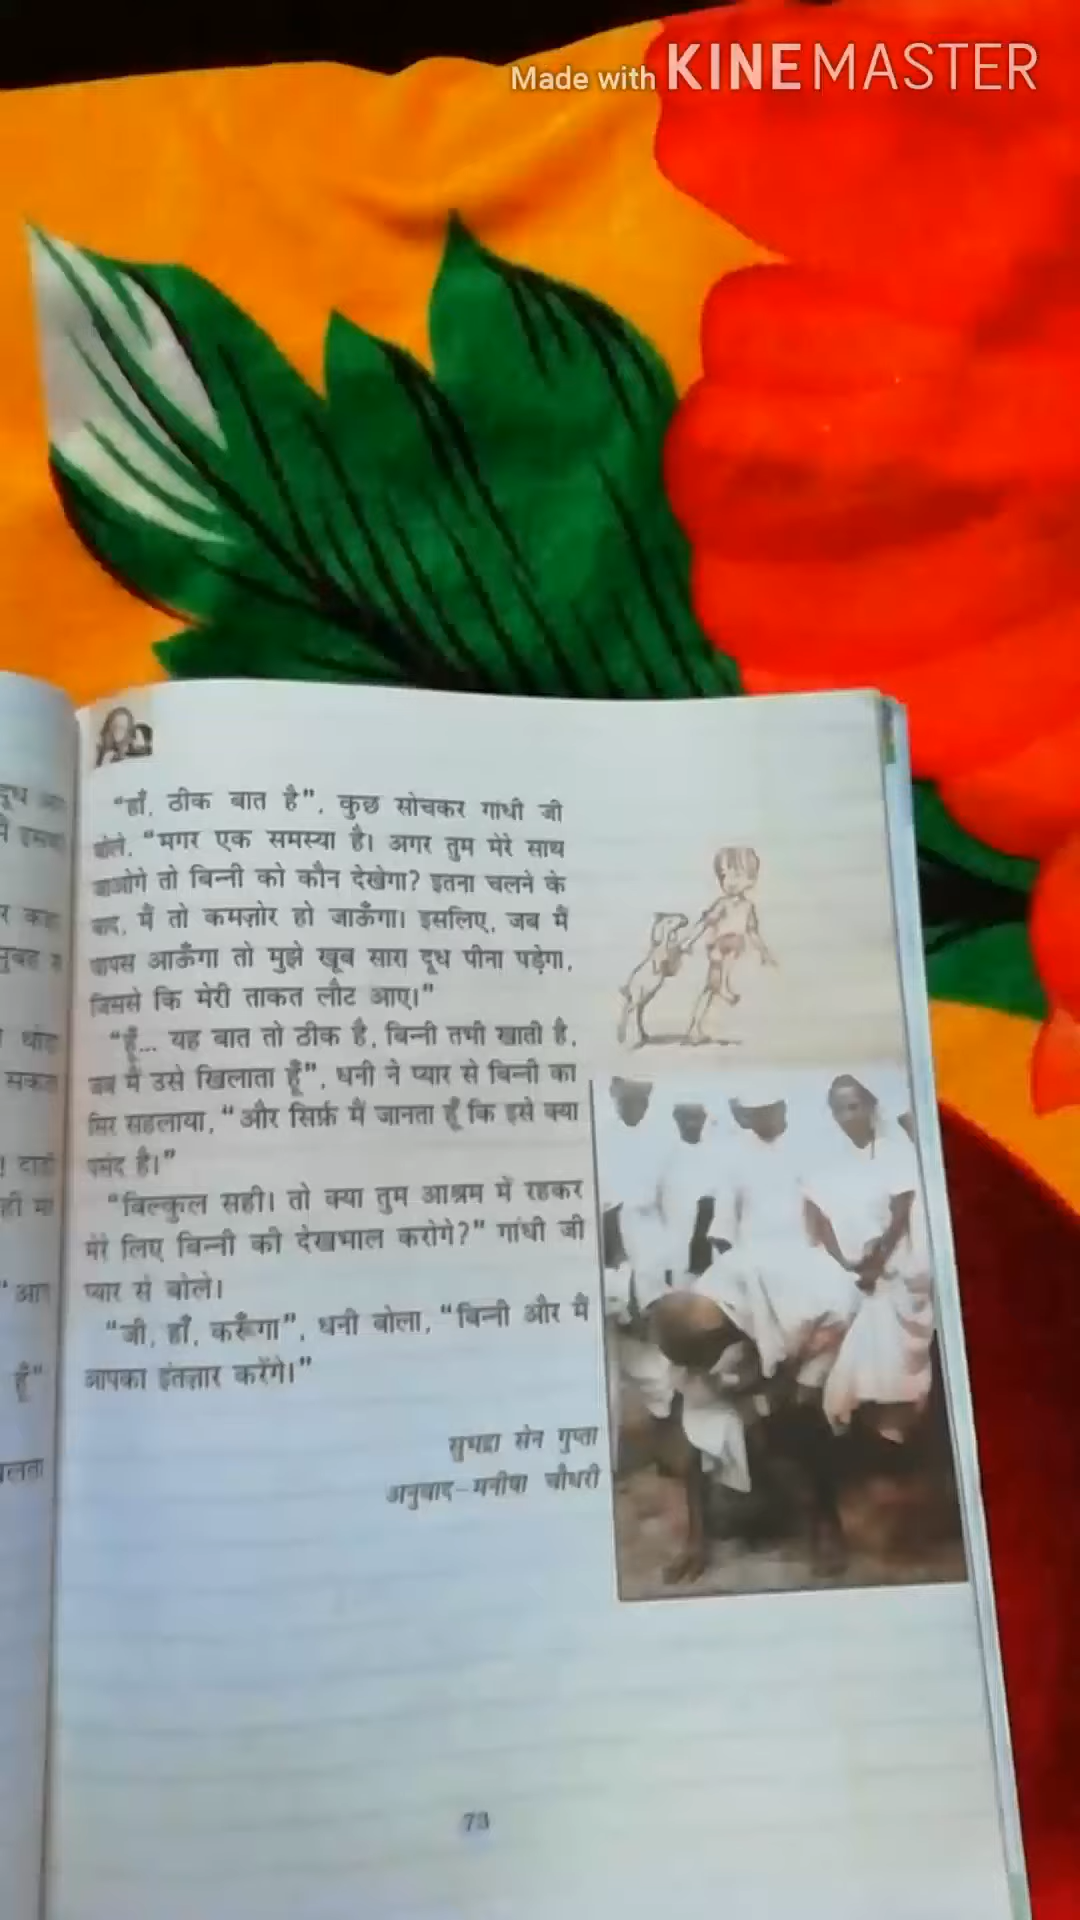 Made with KINEMASTER
दूध
"हाँ, ठीक बात है", कुछ सोचकर गांधी जी
बोले, "मगर एक समस्या है। अगर तुम मेरे साथ
जाओगे तो बिन्नी को कौन देखेगा? इतना चलने के
बाद, मैं तो कमज़ोर हो जाऊँगा। इसलिए, जब मैं
वापस आऊँगा तो मुझे खूब सारा दूध पीना पड़ेगा,
जिससे कि मेरी ताकत लौट आए।"
"हूँ... यह बात तो ठीक है, बिन्नी तभी खाती है,
जब मैं उसे खिलाता हूँ", धनी ने प्यार से बिन्नी का
सिर सहलाया, "और सिर्फ़ मैं जानता हूँ कि इसे क्या
पसंद है।"
"बिल्कुल सही। तो क्या तुम आश्रम में रहकर
मेरे लिए बिन्नी की देखभाल करोगे?" गांधी जी
प्यार से बोले।
"जी, हाँ, करूँगा", धनी बोला, "बिन्नी और मैं
आपका इंतज़ार करेंगे।"
हूँ"
सुभद्रा सेन गुप्ता
अनुवाद–मनीषा चौधरी
73